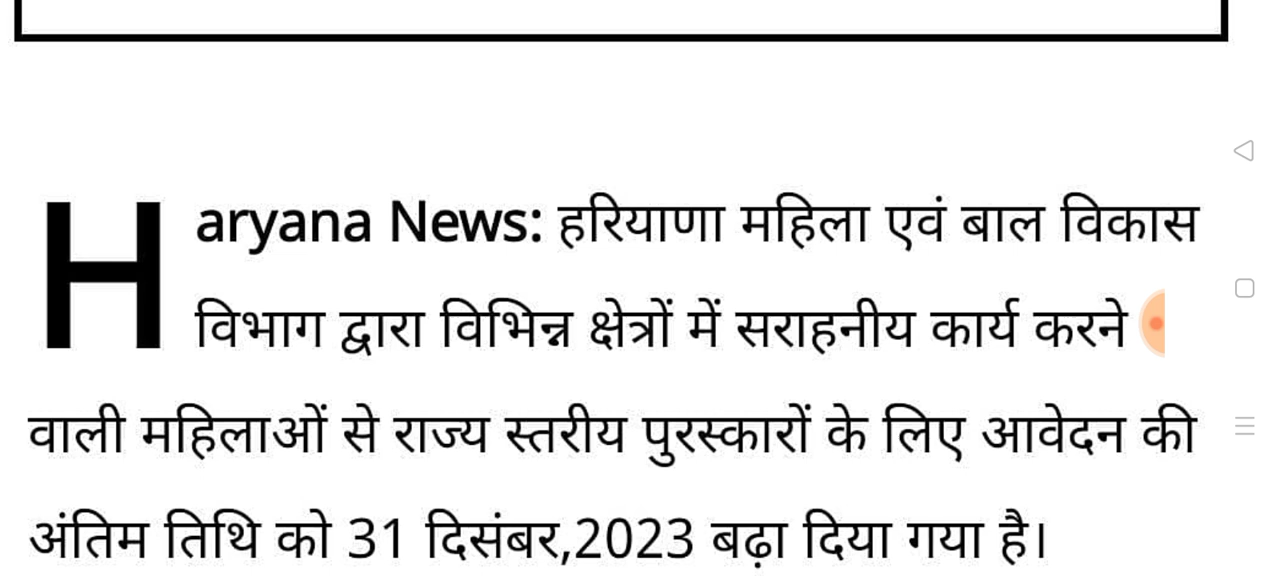 Haryana News: हरियाणा महिला एवं बाल विकास
विभाग द्वारा विभिन्न क्षेत्रों में सराहनीय कार्य करने
वाली महिलाओं से राज्य स्तरीय पुरस्कारों के लिए आवेदन की
अंतिम तिथि को 31 दिसंबर,2023 बढ़ा दिया गया है।